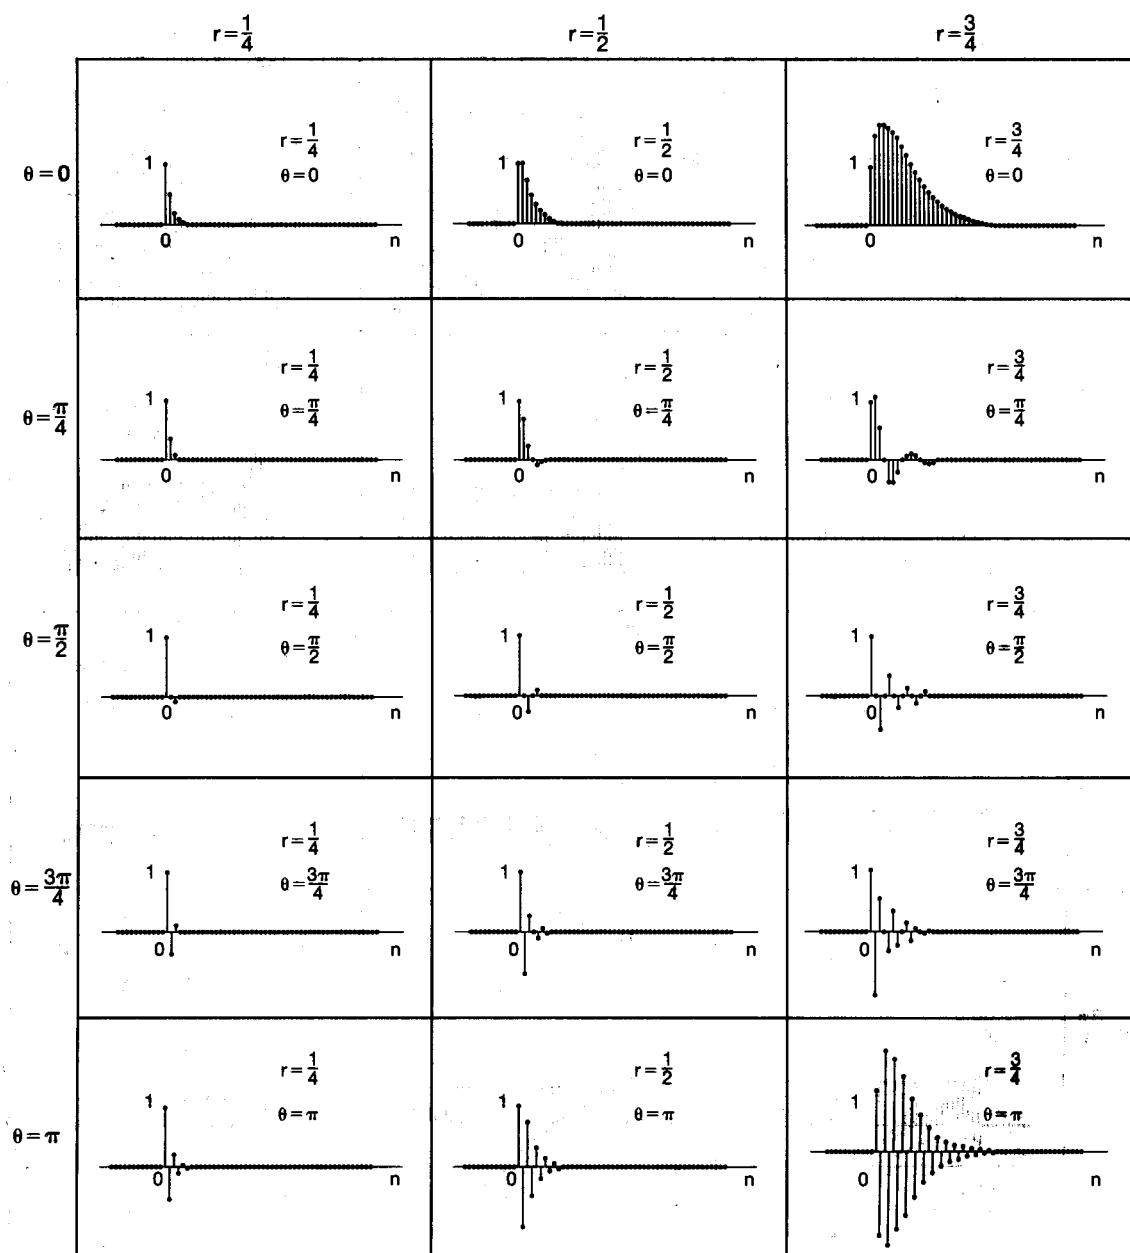 r=1/4 r=1/2 r=3/4
θ=0
r=1/4 θ=0 1 0 n
r=1/2 θ=0 1 0 n
r=3/4 θ=0 1 0 n
θ=π/4
r=1/4 θ=π/4 1 0 n
r=1/2 θ=π/4 1 0 n
r=3/4 θ=π/4 1 0 n
θ=π/2
r=1/4 θ=π/2 1 0 n
r=1/2 θ=π/2 1 0 n
r=3/4 θ=π/2 1 0 n
θ=3π/4
r=1/4 θ=3π/4 1 0 n
r=1/2 θ=3π/4 1 0 n
r=3/4 θ=3π/4 1 0 n
θ=π
r=1/4 θ=π 1 0 n
r=1/2 θ=π 1 0 n
r=3/4 θ=π 1 0 n